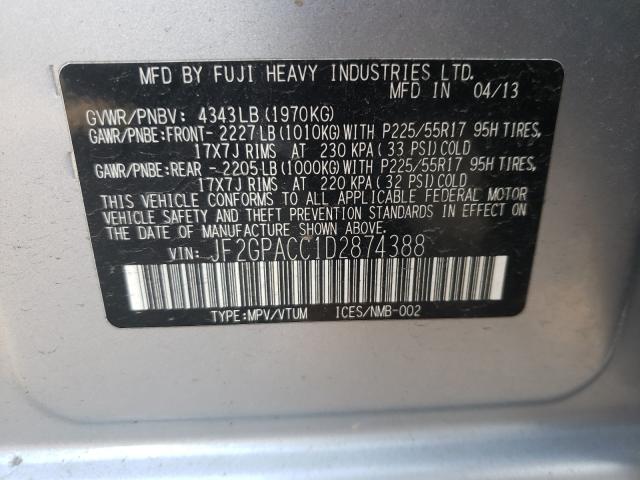 MFD BY FUJI HEAVY INDUSTRIES LTD.
MFD IN 04/13
GVWR/PNBV: 4343LB (1970KG)
GAWR/PNBE:FRONT- 2227LB (1010KG) WITH P225/55R17 95H TIRES,
17X7J RIMS AT 230 KPA (33 PSI) COLD
GAWR/PNBE:REAR - 2205LB (1000KG) WITH P225/55R17 95H TIRES,
17X7J RIMS AT 220 KPA (32 PSI) COLD
THIS VEHICLE CONFORMS TO ALL APPLICABLE FEDERAL MOTOR
VEHICLE SAFETY AND THEFT PREVENTION STANDARDS IN EFFECT
ON THE DATE OF MANUFACTURE SHOWN ABOVE.
VIN: JF2GPACC1D2874388
TYPE:MPV/VTUM ICES/NMB-002